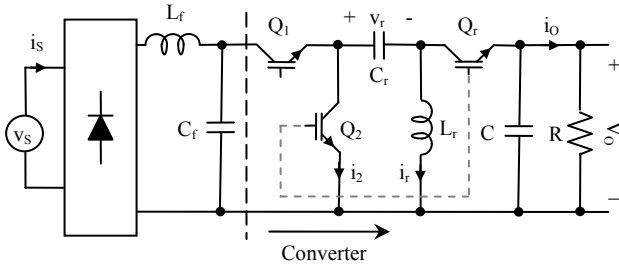 L_f
Q_1
+ v_r -
Q_r
i_S
i_O
C_r
+
v_S
C_f
Q_2
L_r
C
R
V_O
i_2
i_r
−
Converter